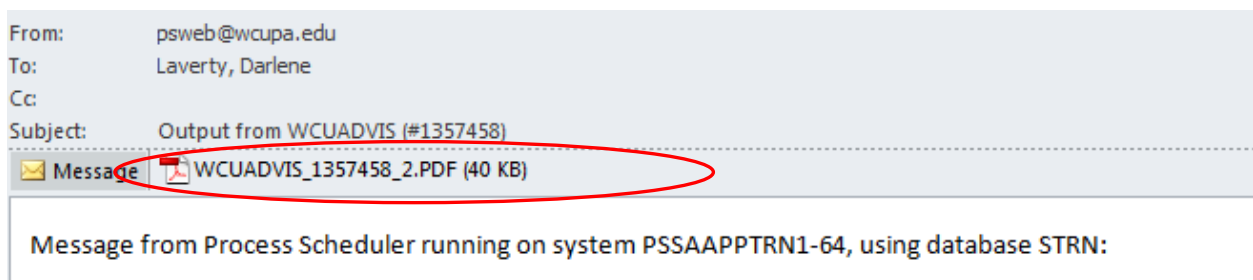 From: psweb@wcupa.edu
To: Laverty, Darlene
Cc:
Subject: Output from WCUADVIS (#1357458)
Message WCUADVIS_1357458_2.PDF (40 KB)
Message from Process Scheduler running on system PSSAAPPTRN1-64, using database STRN: